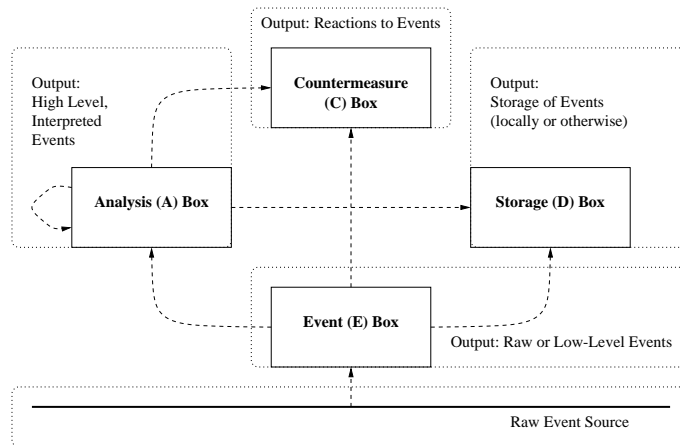 Output: Reactions to Events
Output:
High Level,
Interpreted
Events
Countermeasure
(C) Box
Output:
Storage of Events
(locally or otherwise)
Analysis (A) Box
Storage (D) Box
Event (E) Box
Output: Raw or Low-Level Events
Raw Event Source